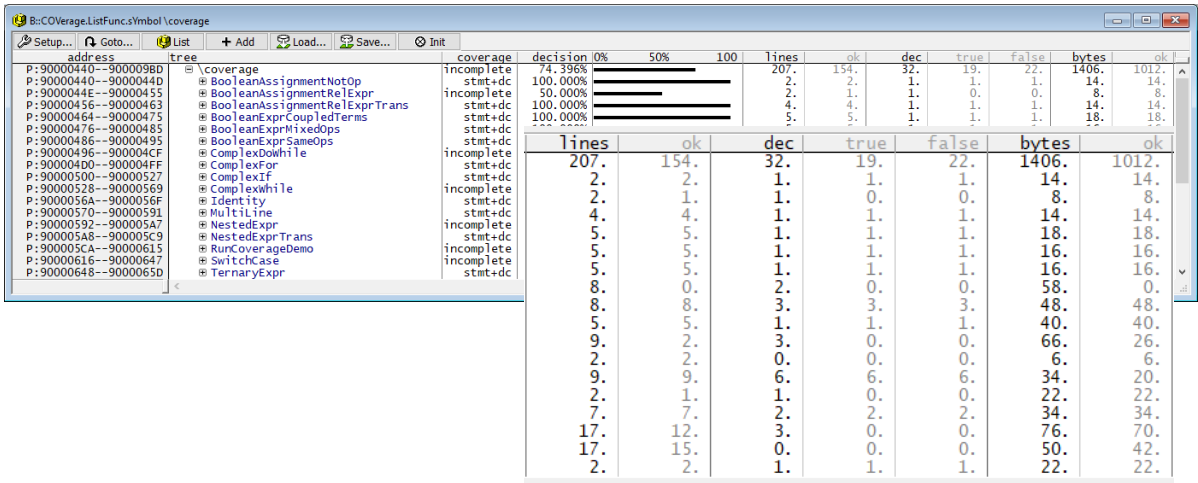 B::COVerage.ListFunc.sYmbol \coverage
Setup... Goto... List + Add Load... Save... Init
address tree coverage decision 0% 50% 100 lines ok dec true false bytes ok
P:90000440--900009BD \coverage incomplete 74.396% 207. 154. 32. 19. 22. 1406. 1012.
P:90000440--9000044D BooleanAssignmentNotOp stmt+dc 100.000% 2. 2. 1. 1. 1. 14. 14.
P:9000044E--90000455 BooleanAssignmentRelExpr incomplete 50.000% 2. 1. 1. 0. 0. 8. 8.
P:90000456--90000463 BooleanAssignmentRelExprTrans stmt+dc 100.000% 4. 4. 1. 1. 1. 14. 14.
P:90000464--90000475 BooleanExprCoupledTerms stmt+dc 100.000% 5. 5. 1. 1. 1. 18. 18.
P:90000476--90000485 BooleanExprMixedOps stmt+dc
P:90000486--90000495 BooleanExprSameOps stmt+dc
P:90000496--900004CF ComplexDoWhile incomplete
P:900004D0--900004FF ComplexFor stmt+dc
P:90000500--90000527 ComplexIf stmt+dc
P:90000528--90000569 ComplexWhile incomplete
P:9000056A--9000056F Identity stmt+dc
P:90000570--90000591 MultiLine stmt+dc
P:90000592--900005A7 NestedExpr incomplete
P:900005A8--900005C9 NestedExprTrans stmt+dc
P:900005CA--90000615 RunCoverageDemo incomplete
P:90000616--90000647 SwitchCase incomplete
P:90000648--9000065D TernaryExpr stmt+dc
lines ok dec true false bytes ok
207. 154. 32. 19. 22. 1406. 1012.
2. 2. 1. 1. 1. 14. 14.
2. 1. 1. 0. 0. 8. 8.
4. 4. 1. 1. 1. 14. 14.
5. 5. 1. 1. 1. 18. 18.
5. 5. 1. 1. 1. 16. 16.
5. 5. 1. 1. 1. 16. 16.
8. 0. 2. 0. 0. 58. 0.
8. 8. 3. 3. 3. 48. 48.
5. 5. 1. 1. 1. 40. 40.
9. 2. 3. 0. 0. 66. 26.
2. 2. 0. 0. 0. 6. 6.
9. 9. 6. 6. 6. 34. 20.
2. 1. 1. 0. 0. 22. 22.
7. 7. 2. 2. 2. 34. 34.
17. 12. 3. 0. 0. 76. 70.
17. 15. 0. 0. 0. 50. 42.
2. 2. 1. 1. 1. 22. 22.